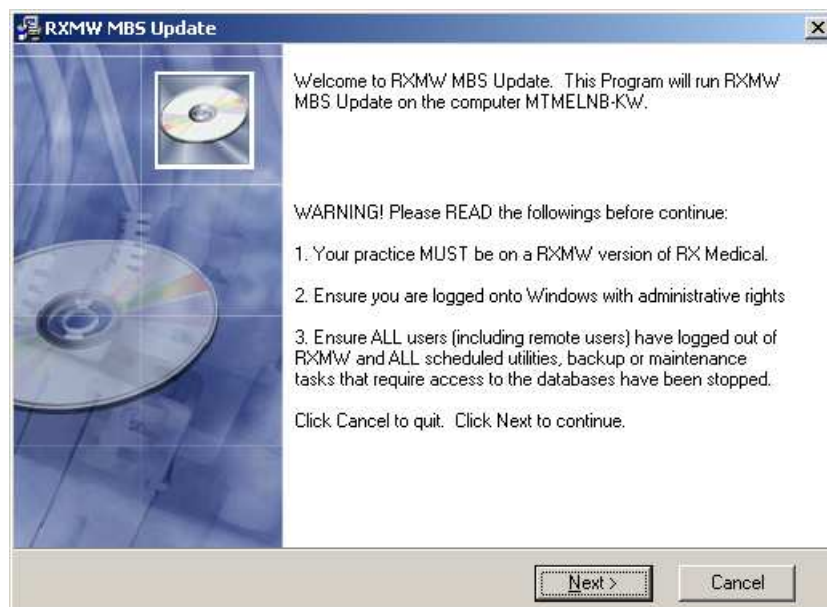 RXMW MBS Update
Welcome to RXMW MBS Update. This Program will run RXMW
MBS Update on the computer MTMELNB-KW.
WARNING! Please READ the followings before continue:
1. Your practice MUST be on a RXMW version of RX Medical.
2. Ensure you are logged onto Windows with administrative rights
3. Ensure ALL users (including remote users) have logged out of
RXMW and ALL scheduled utilities, backup or maintenance
tasks that require access to the databases have been stopped.
Click Cancel to quit. Click Next to continue.
Next >
Cancel